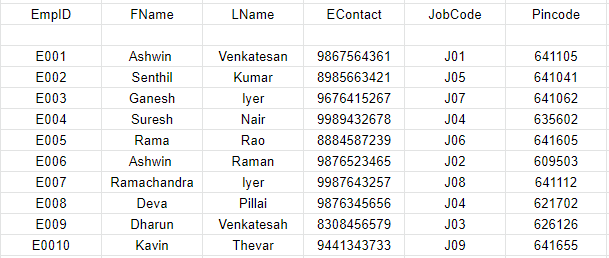 EmpID FName LName EContact JobCode Pincode
E001 Ashwin Venkatesan 9867564361 J01 641105
E002 Senthil Kumar 8985663421 J05 641041
E003 Ganesh Iyer 9676415267 J07 641062
E004 Suresh Nair 9989432678 J04 635602
E005 Rama Rao 8884587239 J06 641605
E006 Ashwin Raman 9876523465 J02 609503
E007 Ramachandra Iyer 9987643257 J08 641112
E008 Deva Pillai 9876345656 J04 621702
E009 Dharun Venkatesah 8308456579 J03 626126
E0010 Kavin Thevar 9441343733 J09 641655